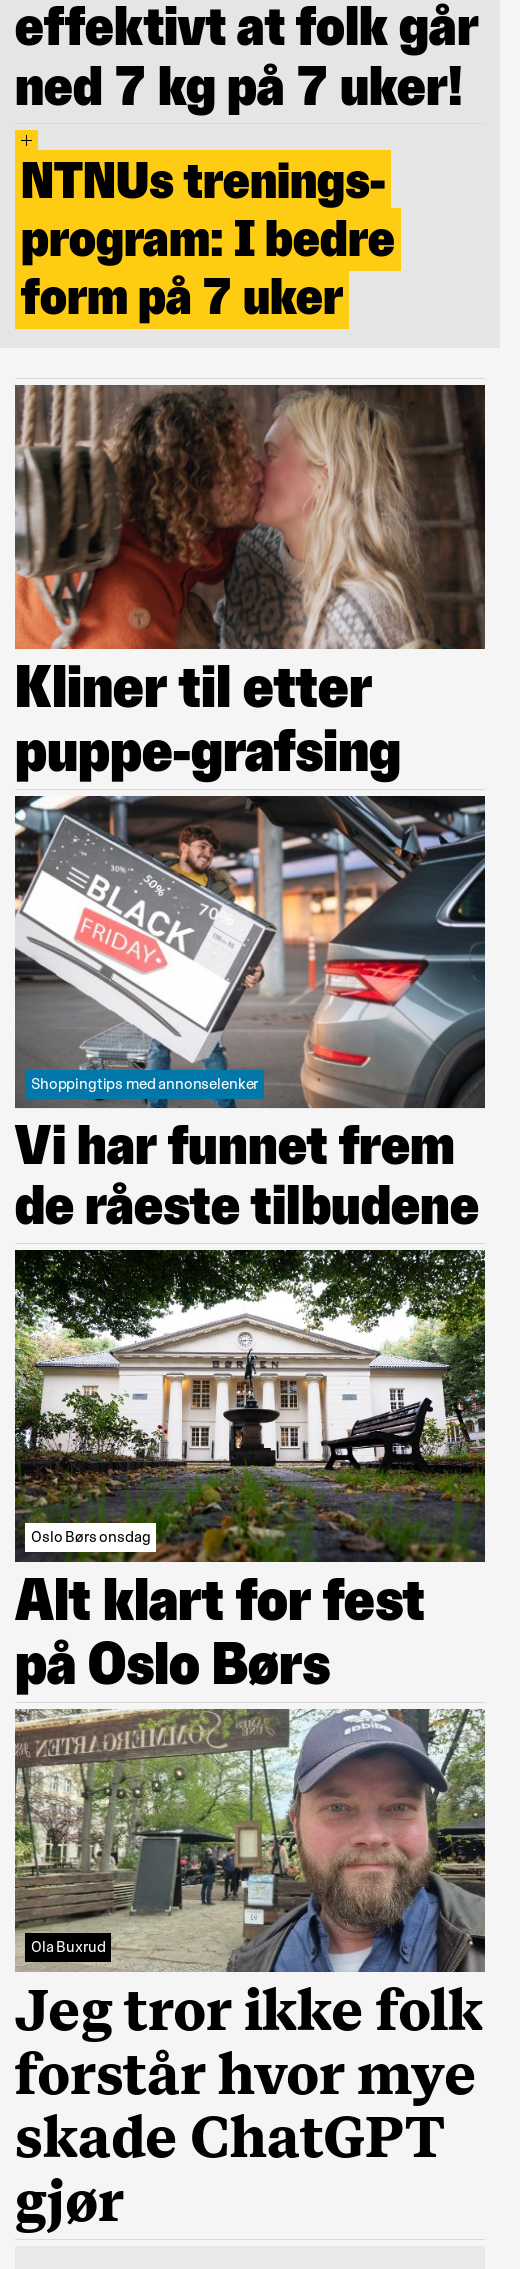 effektivt at folk går
ned 7 kg på 7 uker!
+
NTNUs trenings-
program: I bedre
form på 7 uker
Kliner til etter
puppe-grafsing
30%
50%
70%
BLACK
FRIDAY
Shoppingtips med annonselenker
Vi har funnet frem
de råeste tilbudene
BØRSEN
Oslo Børs onsdag
Alt klart for fest
på Oslo Børs
SOMMERGARTEN
adidas
Ola Buxrud
Jeg tror ikke folk
forstår hvor mye
skade ChatGPT
gjør